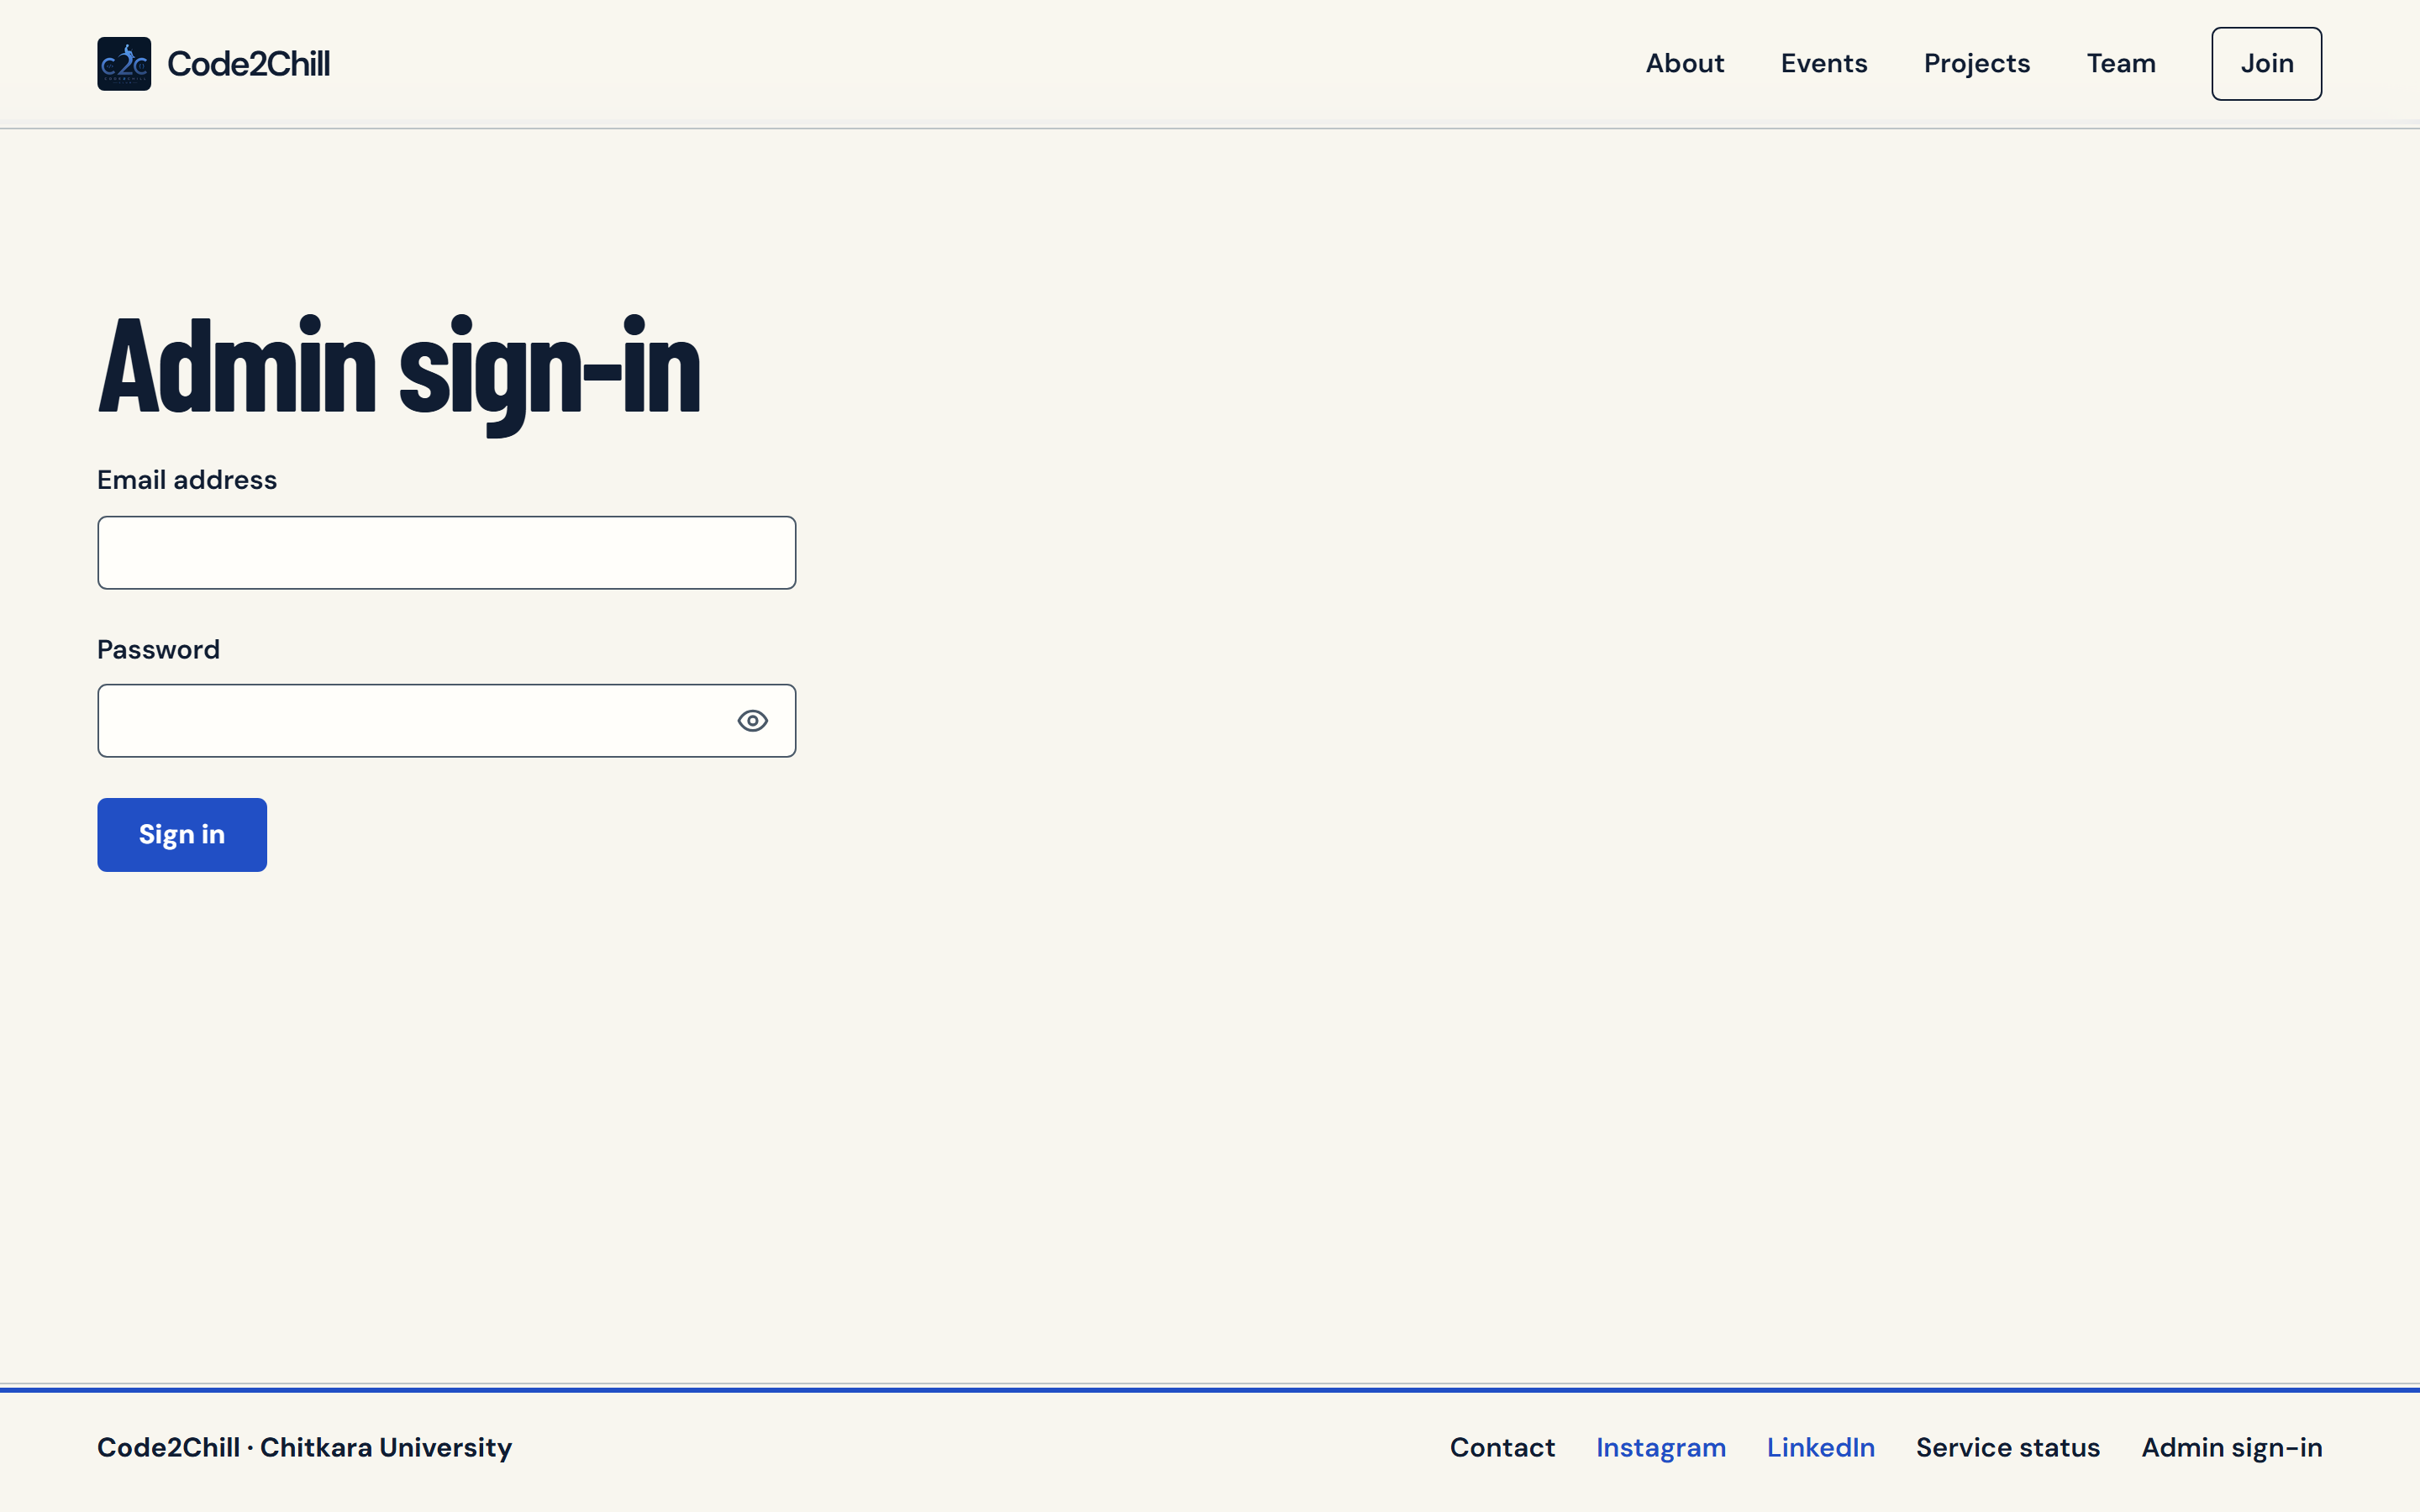 C2C
Code2Chill
About
Events
Projects
Team
Join
Admin sign-in
Email address
Password
Sign in
Code2Chill · Chitkara University
Contact
Instagram
LinkedIn
Service status
Admin sign-in